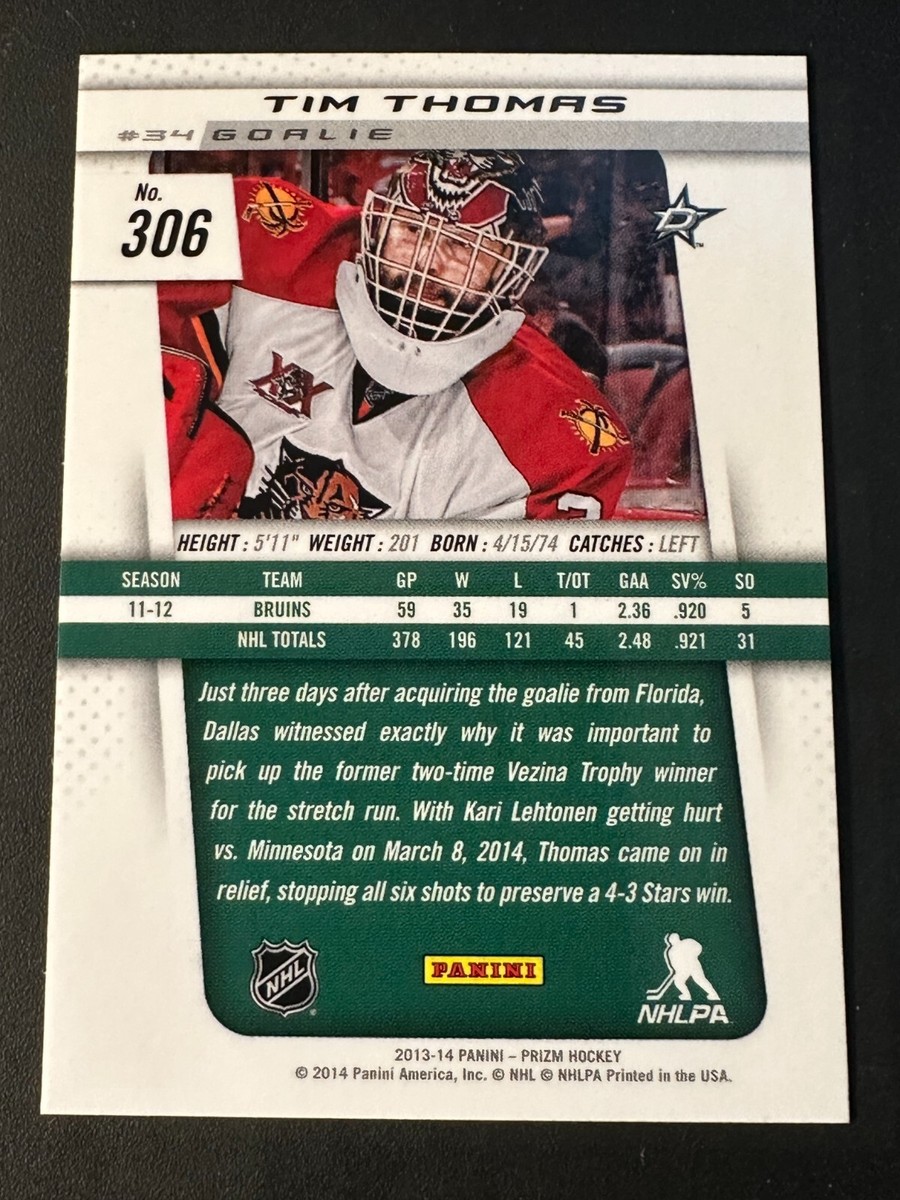 TIM THOMAS
#34 GOALIE
No.
306
D
TM
XX
3
HEIGHT : 5'11" WEIGHT : 201 BORN : 4/15/74 CATCHES : LEFT
SEASON TEAM GP W L T/OT GAA SV% SO
11-12 BRUINS 59 35 19 1 2.36 .920 5
NHL TOTALS 378 196 121 45 2.48 .921 31
Just three days after acquiring the goalie from Florida,
Dallas witnessed exactly why it was important to
pick up the former two-time Vezina Trophy winner
for the stretch run. With Kari Lehtonen getting hurt
vs. Minnesota on March 8, 2014, Thomas came on in
relief, stopping all six shots to preserve a 4-3 Stars win.
NHL
PANINI
NHLPA
2013-14 PANINI – PRIZM HOCKEY
© 2014 Panini America, Inc. © NHL © NHLPA Printed in the USA.